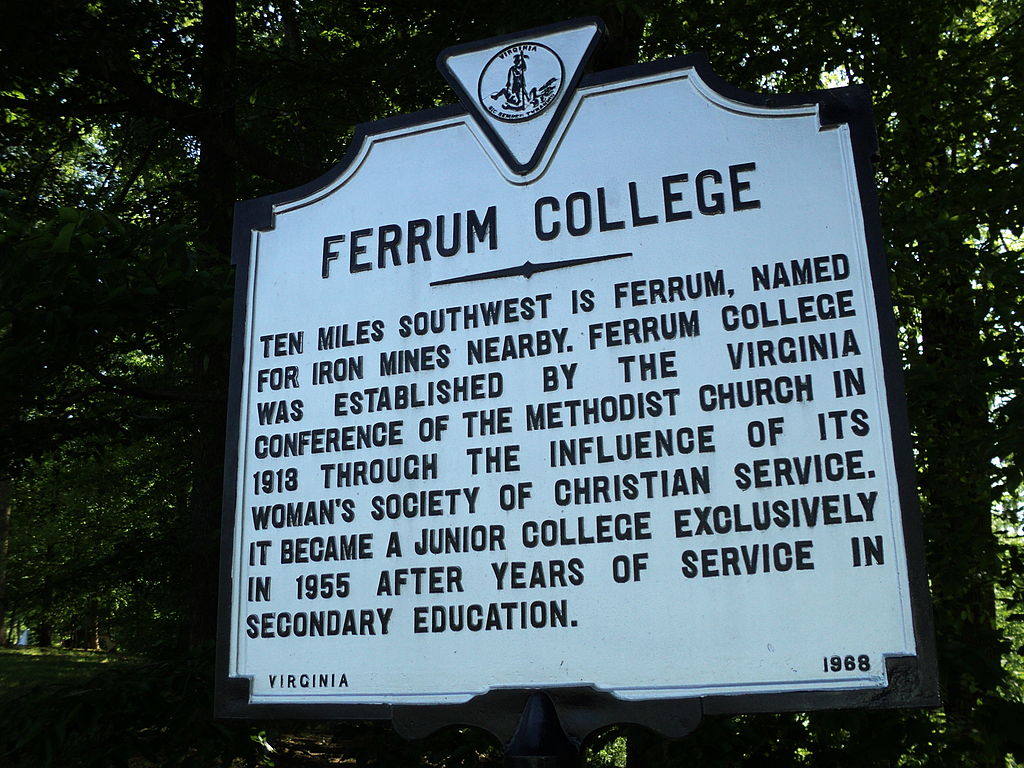 VIRGINIA
FERRUM COLLEGE
TEN MILES SOUTHWEST IS FERRUM, NAMED
FOR IRON MINES NEARBY. FERRUM COLLEGE
WAS ESTABLISHED BY THE VIRGINIA
CONFERENCE OF THE METHODIST CHURCH IN
1913 THROUGH THE INFLUENCE OF ITS
WOMAN'S SOCIETY OF CHRISTIAN SERVICE.
IT BECAME A JUNIOR COLLEGE EXCLUSIVELY
IN 1955 AFTER YEARS OF SERVICE IN
SECONDARY EDUCATION.
VIRGINIA 1968